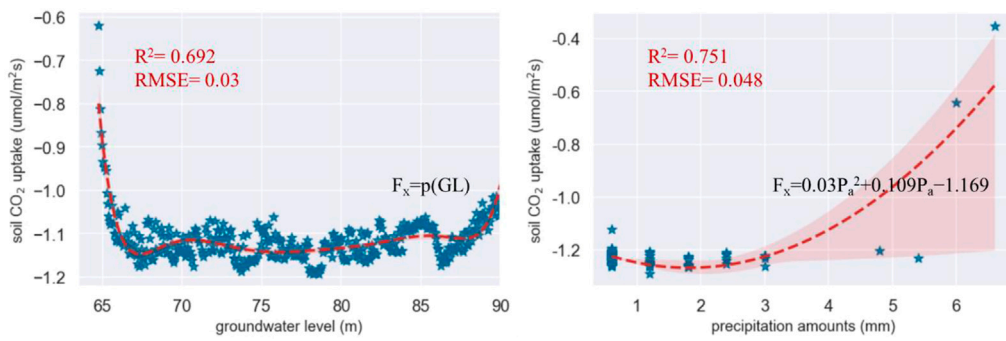 −0.6
−0.7
−0.8
−0.9
−1.0
−1.1
−1.2
soil CO₂ uptake (umol/m²s)
R²= 0.692
RMSE= 0.03
Fₓ=p(GL)
65 70 75 80 85 90
groundwater level (m)
−0.4
−0.6
−0.8
−1.0
−1.2
soil CO₂ uptake (umol/m²s)
R²= 0.751
RMSE= 0.048
Fₓ=0.03Pₐ²+0.109Pₐ−1.169
1 2 3 4 5 6
precipitation amounts (mm)